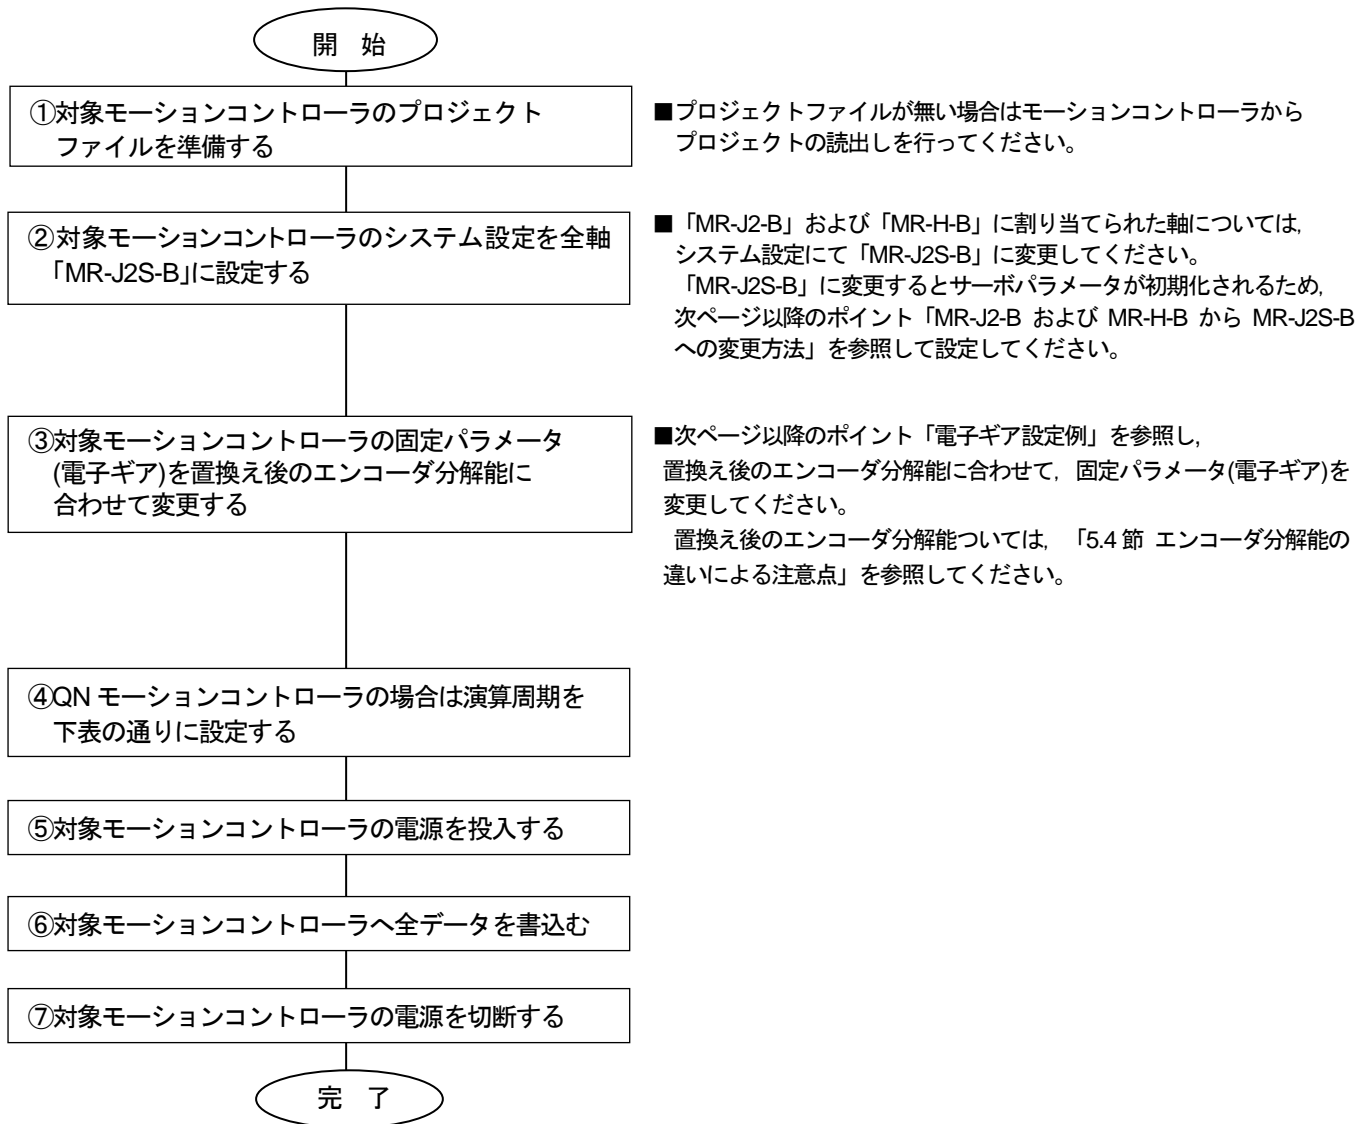 開 始
①対象モーションコントローラのプロジェクト
ファイルを準備する
■プロジェクトファイルが無い場合はモーションコントローラから
プロジェクトの読出しを行ってください。
②対象モーションコントローラのシステム設定を全軸
「MR-J2S-B」に設定する
■「MR-J2-B」および「MR-H-B」に割り当てられた軸については,
システム設定にて「MR-J2S-B」に変更してください。
「MR-J2S-B」に変更するとサーボパラメータが初期化されるため,
次ページ以降のポイント「MR-J2-B および MR-H-B から MR-J2S-B
への変更方法」を参照して設定してください。
③対象モーションコントローラの固定パラメータ
(電子ギア)を置換え後のエンコーダ分解能に
合わせて変更する
■次ページ以降のポイント「電子ギア設定例」を参照し,
置換え後のエンコーダ分解能に合わせて, 固定パラメータ(電子ギア)を
変更してください。
置換え後のエンコーダ分解能ついては, 「5.4 節 エンコーダ分解能の
違いによる注意点」を参照してください。
④QN モーションコントローラの場合は演算周期を
下表の通りに設定する
⑤対象モーションコントローラの電源を投入する
⑥対象モーションコントローラへ全データを書込む
⑦対象モーションコントローラの電源を切断する
完 了